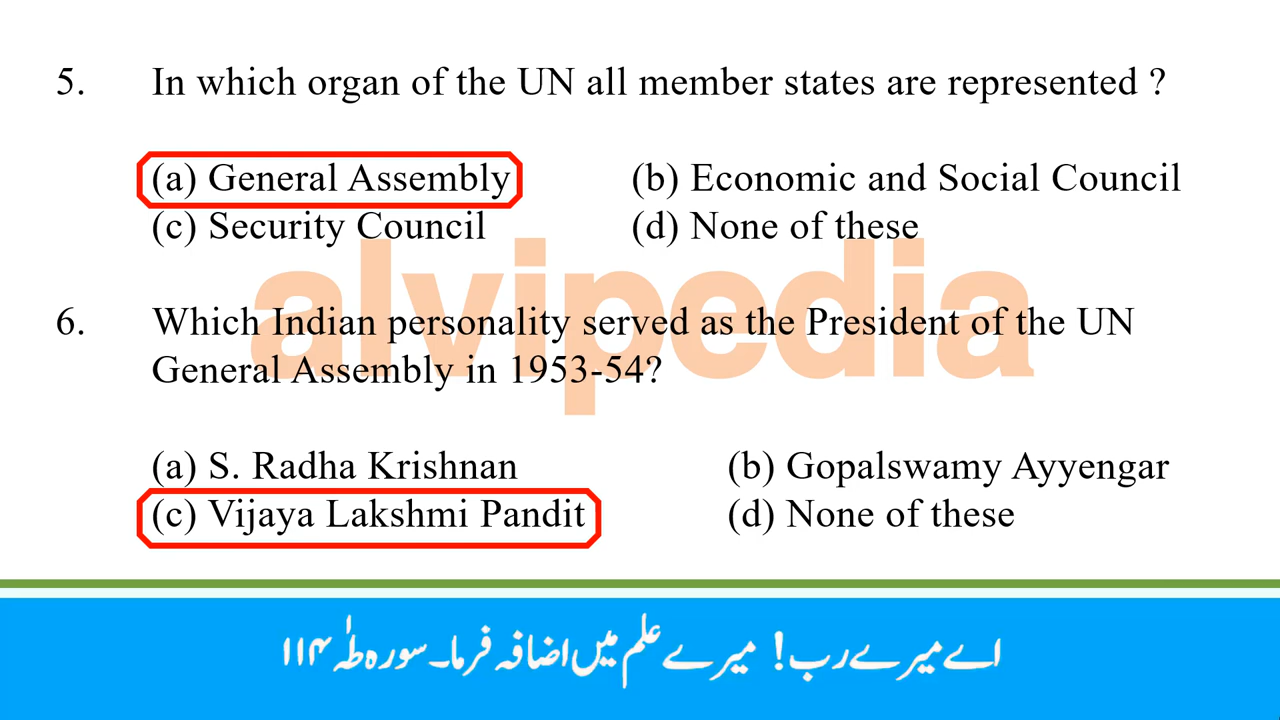 5. In which organ of the UN all member states are represented ?
(a) General Assembly (b) Economic and Social Council
(c) Security Council (d) None of these
alvipedia
6. Which Indian personality served as the President of the UN
General Assembly in 1953-54?
(a) S. Radha Krishnan (b) Gopalswamy Ayyengar
(c) Vijaya Lakshmi Pandit (d) None of these
اے میرے رب! میرے علم میں اضافہ فرما۔ سورہ طٰہٰ ۱۱۴